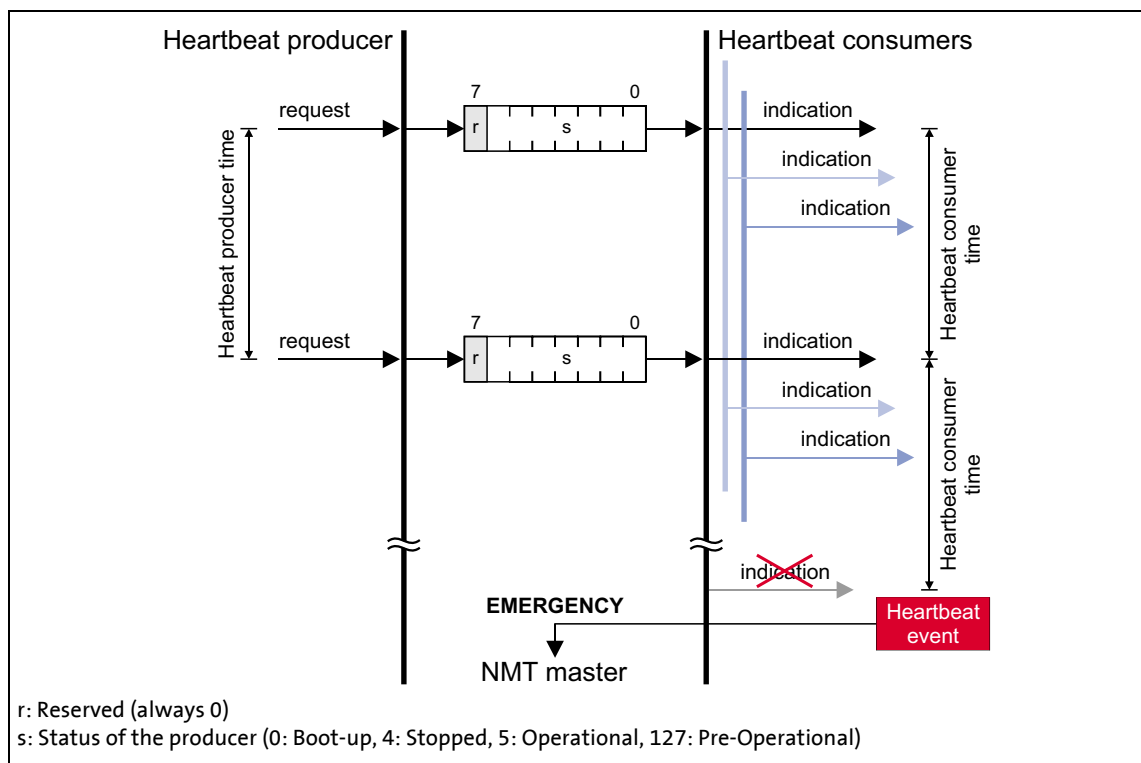 Heartbeat producer
Heartbeat consumers
7 0
request
r s
indication
indication
indication
Heartbeat producer time
Heartbeat consumer
time
7 0
request
r s
indication
indication
indication
Heartbeat consumer
time
indication
EMERGENCY
Heartbeat
event
NMT master
r: Reserved (always 0)
s: Status of the producer (0: Boot-up, 4: Stopped, 5: Operational, 127: Pre-Operational)